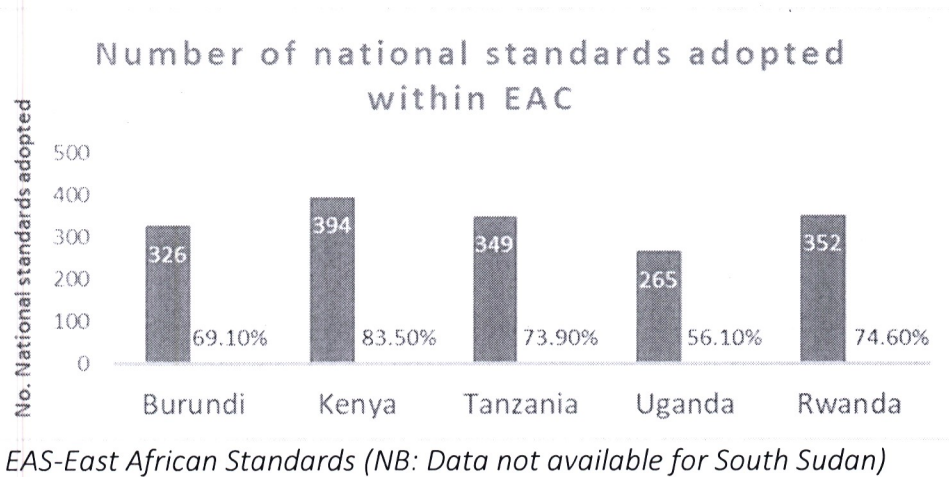 Number of national standards adopted
within EAC
No. National standards adopted
500
400
300
200
100
0
326
69.10%
394
83.50%
349
73.90%
265
56.10%
352
74.60%
Burundi
Kenya
Tanzania
Uganda
Rwanda
EAS-East African Standards (NB: Data not available for South Sudan)